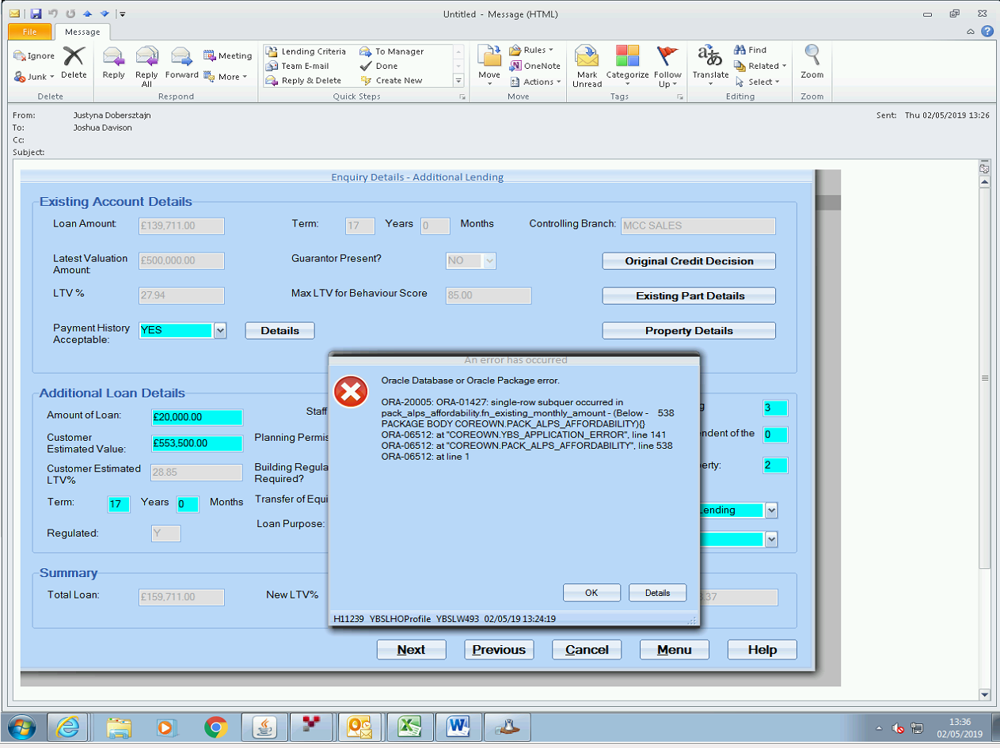 Untitled - Message (HTML)
File
Message
Ignore
Junk
Delete
Reply
Reply All
Forward
Meeting
More
Lending Criteria
Team E-mail
Reply & Delete
To Manager
Done
Create New
Move
Rules
OneNote
Actions
Mark Unread
Categorize
Follow Up
Translate
Find
Related
Select
Zoom
Delete
Respond
Quick Steps
Move
Tags
Editing
Zoom
From: Justyna Dobersztajn
Sent: Thu 02/05/2019 13:26
To: Joshua Davison
Cc:
Subject:
Enquiry Details - Additional Lending
Existing Account Details
Loan Amount: £139,711.00
Term: 17 Years 0 Months
Controlling Branch: MCC SALES
Latest Valuation Amount: £500,000.00
Guarantor Present? NO
Original Credit Decision
LTV % 27.94
Max LTV for Behaviour Score 85.00
Existing Part Details
Payment History Acceptable: YES
Details
Property Details
Additional Loan Details
Amount of Loan: £20,000.00
Staff
g 3
Customer Estimated Value: £553,500.00
Planning Permis
endent of the 0
Customer Estimated LTV% 28.85
Building Regula
Required?
erty: 2
Term: 17 Years 0 Months
Transfer of Equi
Lending
Regulated: Y
Loan Purpose:
Summary
Total Loan: £159,711.00
New LTV%
.37
An error has occurred
Oracle Database or Oracle Package error.
ORA-20005: ORA-01427: single-row subquer occurred in
pack_alps_affordability.fn_existing_monthly_amount - (Below - 538
PACKAGE BODY COREOWN.PACK_ALPS_AFFORDABILITY){}
ORA-06512: at "COREOWN.YBS_APPLICATION_ERROR", line 141
ORA-06512: at "COREOWN.PACK_ALPS_AFFORDABILITY", line 538
ORA-06512: at line 1
OK
Details
H11239 YBSLHOProfile YBSLW493 02/05/19 13:24:19
Next
Previous
Cancel
Menu
Help
13:36
02/05/2019